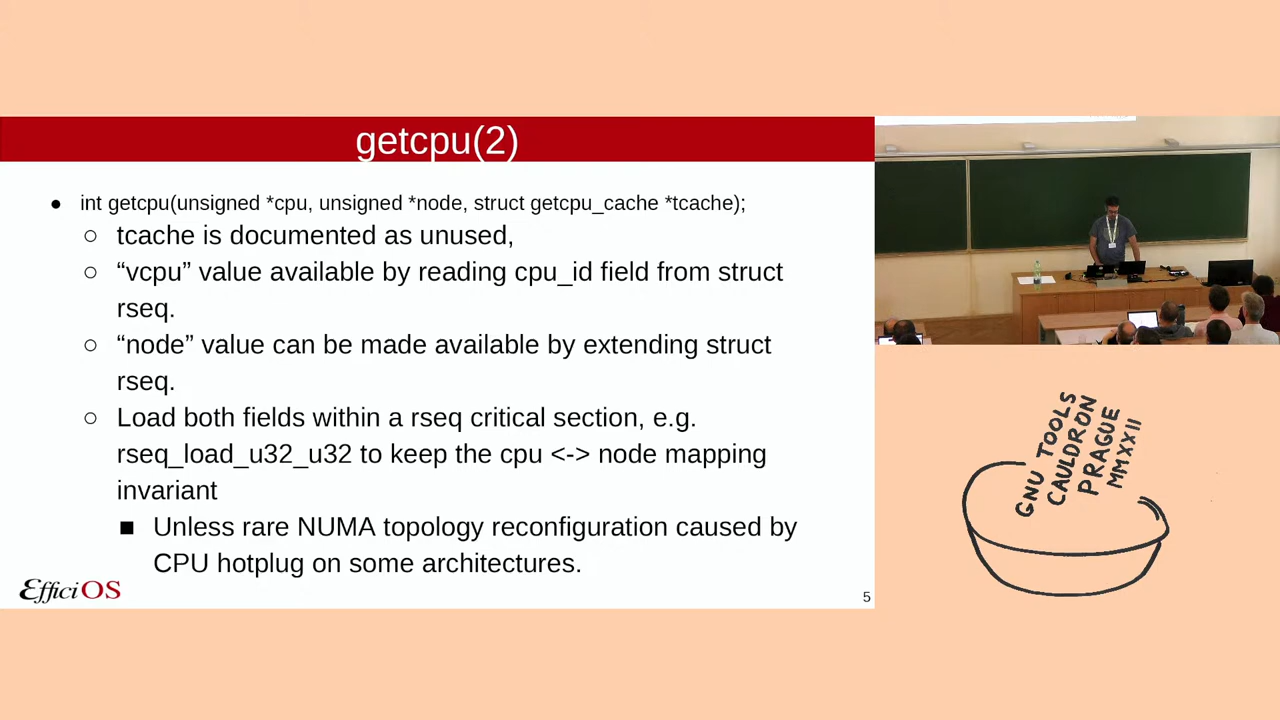 getcpu(2)
● int getcpu(unsigned *cpu, unsigned *node, struct getcpu_cache *tcache);
○ tcache is documented as unused,
○ “vcpu” value available by reading cpu_id field from struct
rseq.
○ “node” value can be made available by extending struct
rseq.
○ Load both fields within a rseq critical section, e.g.
rseq_load_u32_u32 to keep the cpu <-> node mapping
invariant
■ Unless rare NUMA topology reconfiguration caused by
CPU hotplug on some architectures.
EfficiOS
5
GNU TOOLS
CAULDRON
PRAGUE
MMXXII